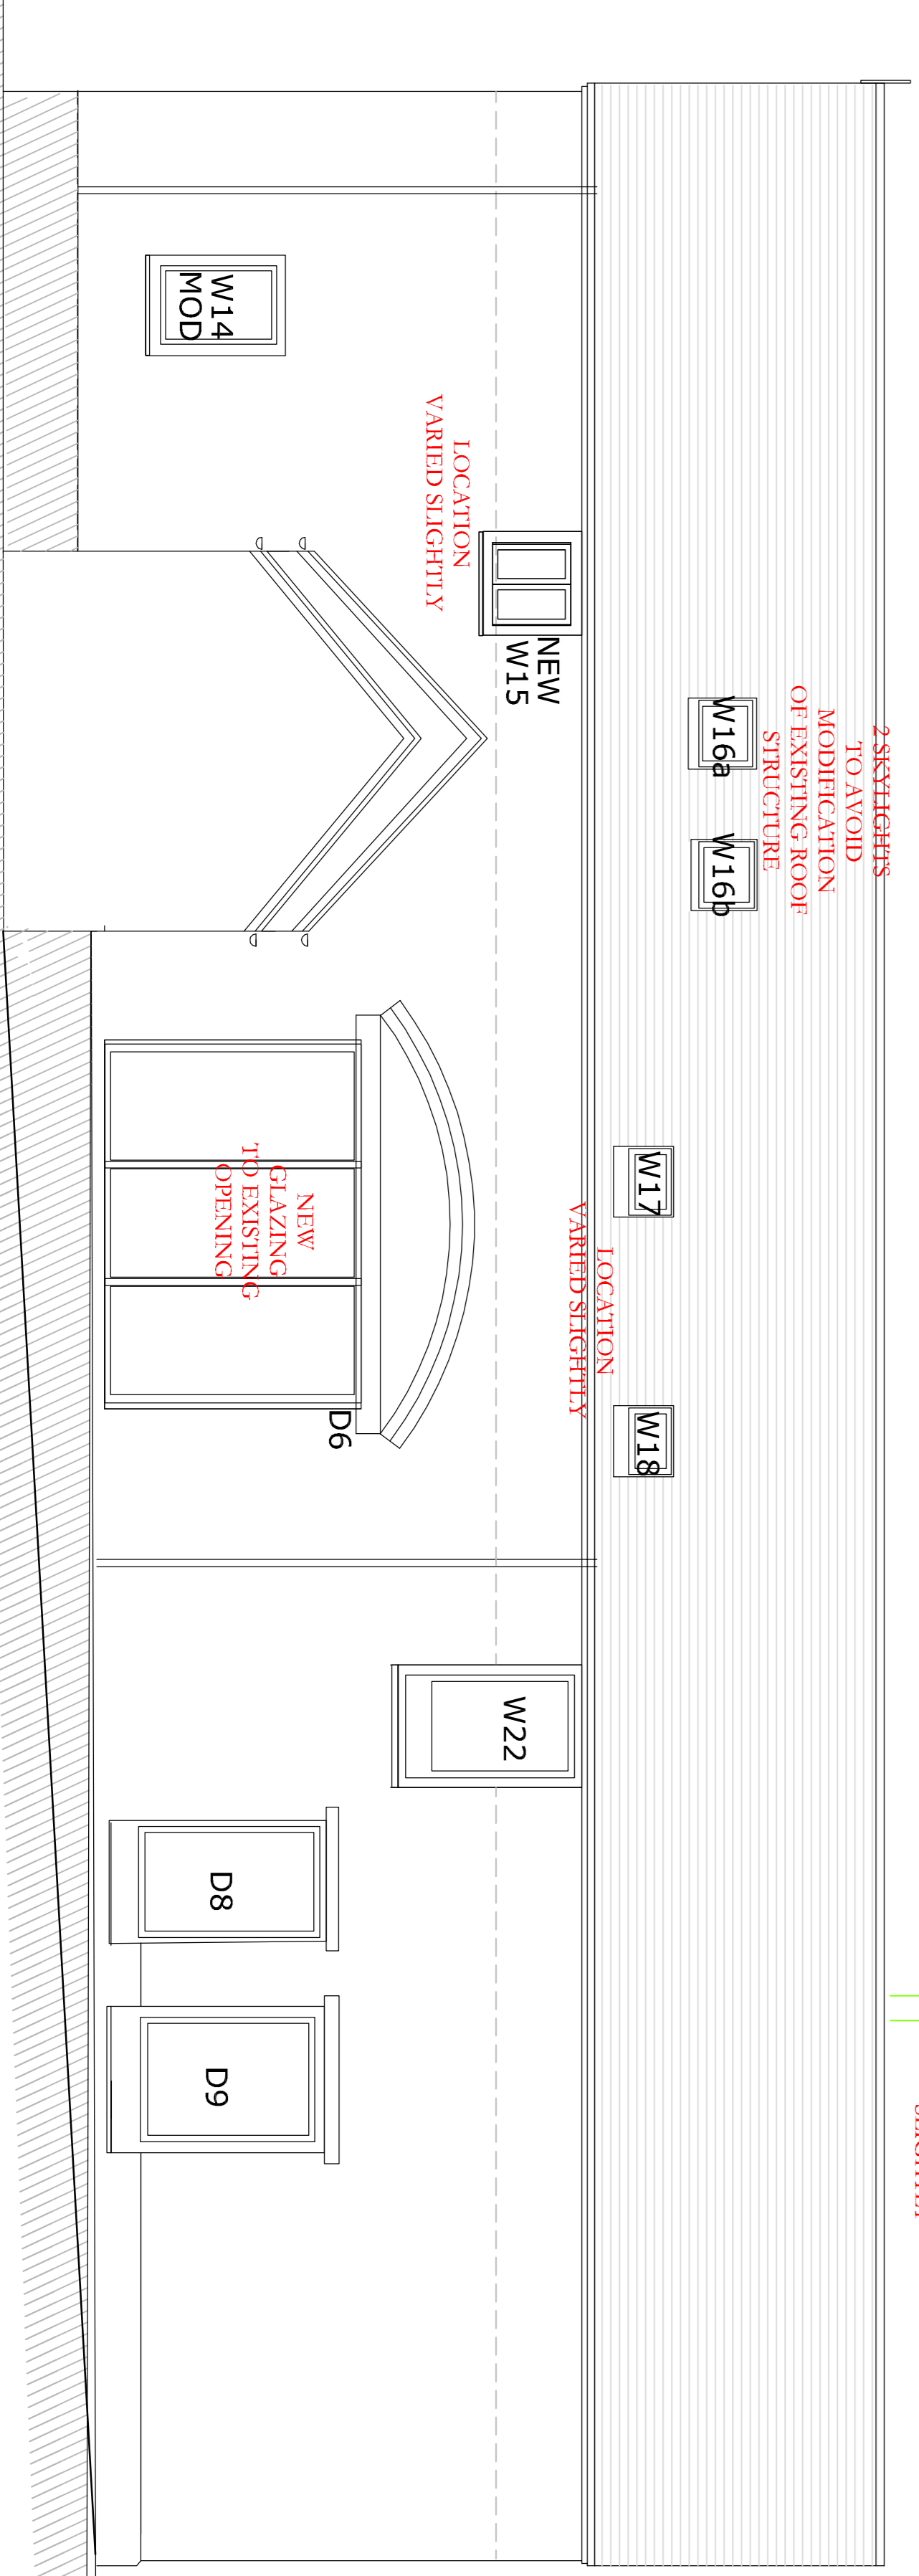 W14
MOD
LOCATION
VARIED SLIGHTLY
NEW
W15
2 SKYLIGHTS
TO AVOID
MODIFICATION
OF EXISTING ROOF
STRUCTURE
W16a
W16b
NEW
GLAZING
TO EXISTING
OPENING
D6
W17
LOCATION
VARIED SLIGHTLY
W18
W22
D8
D9